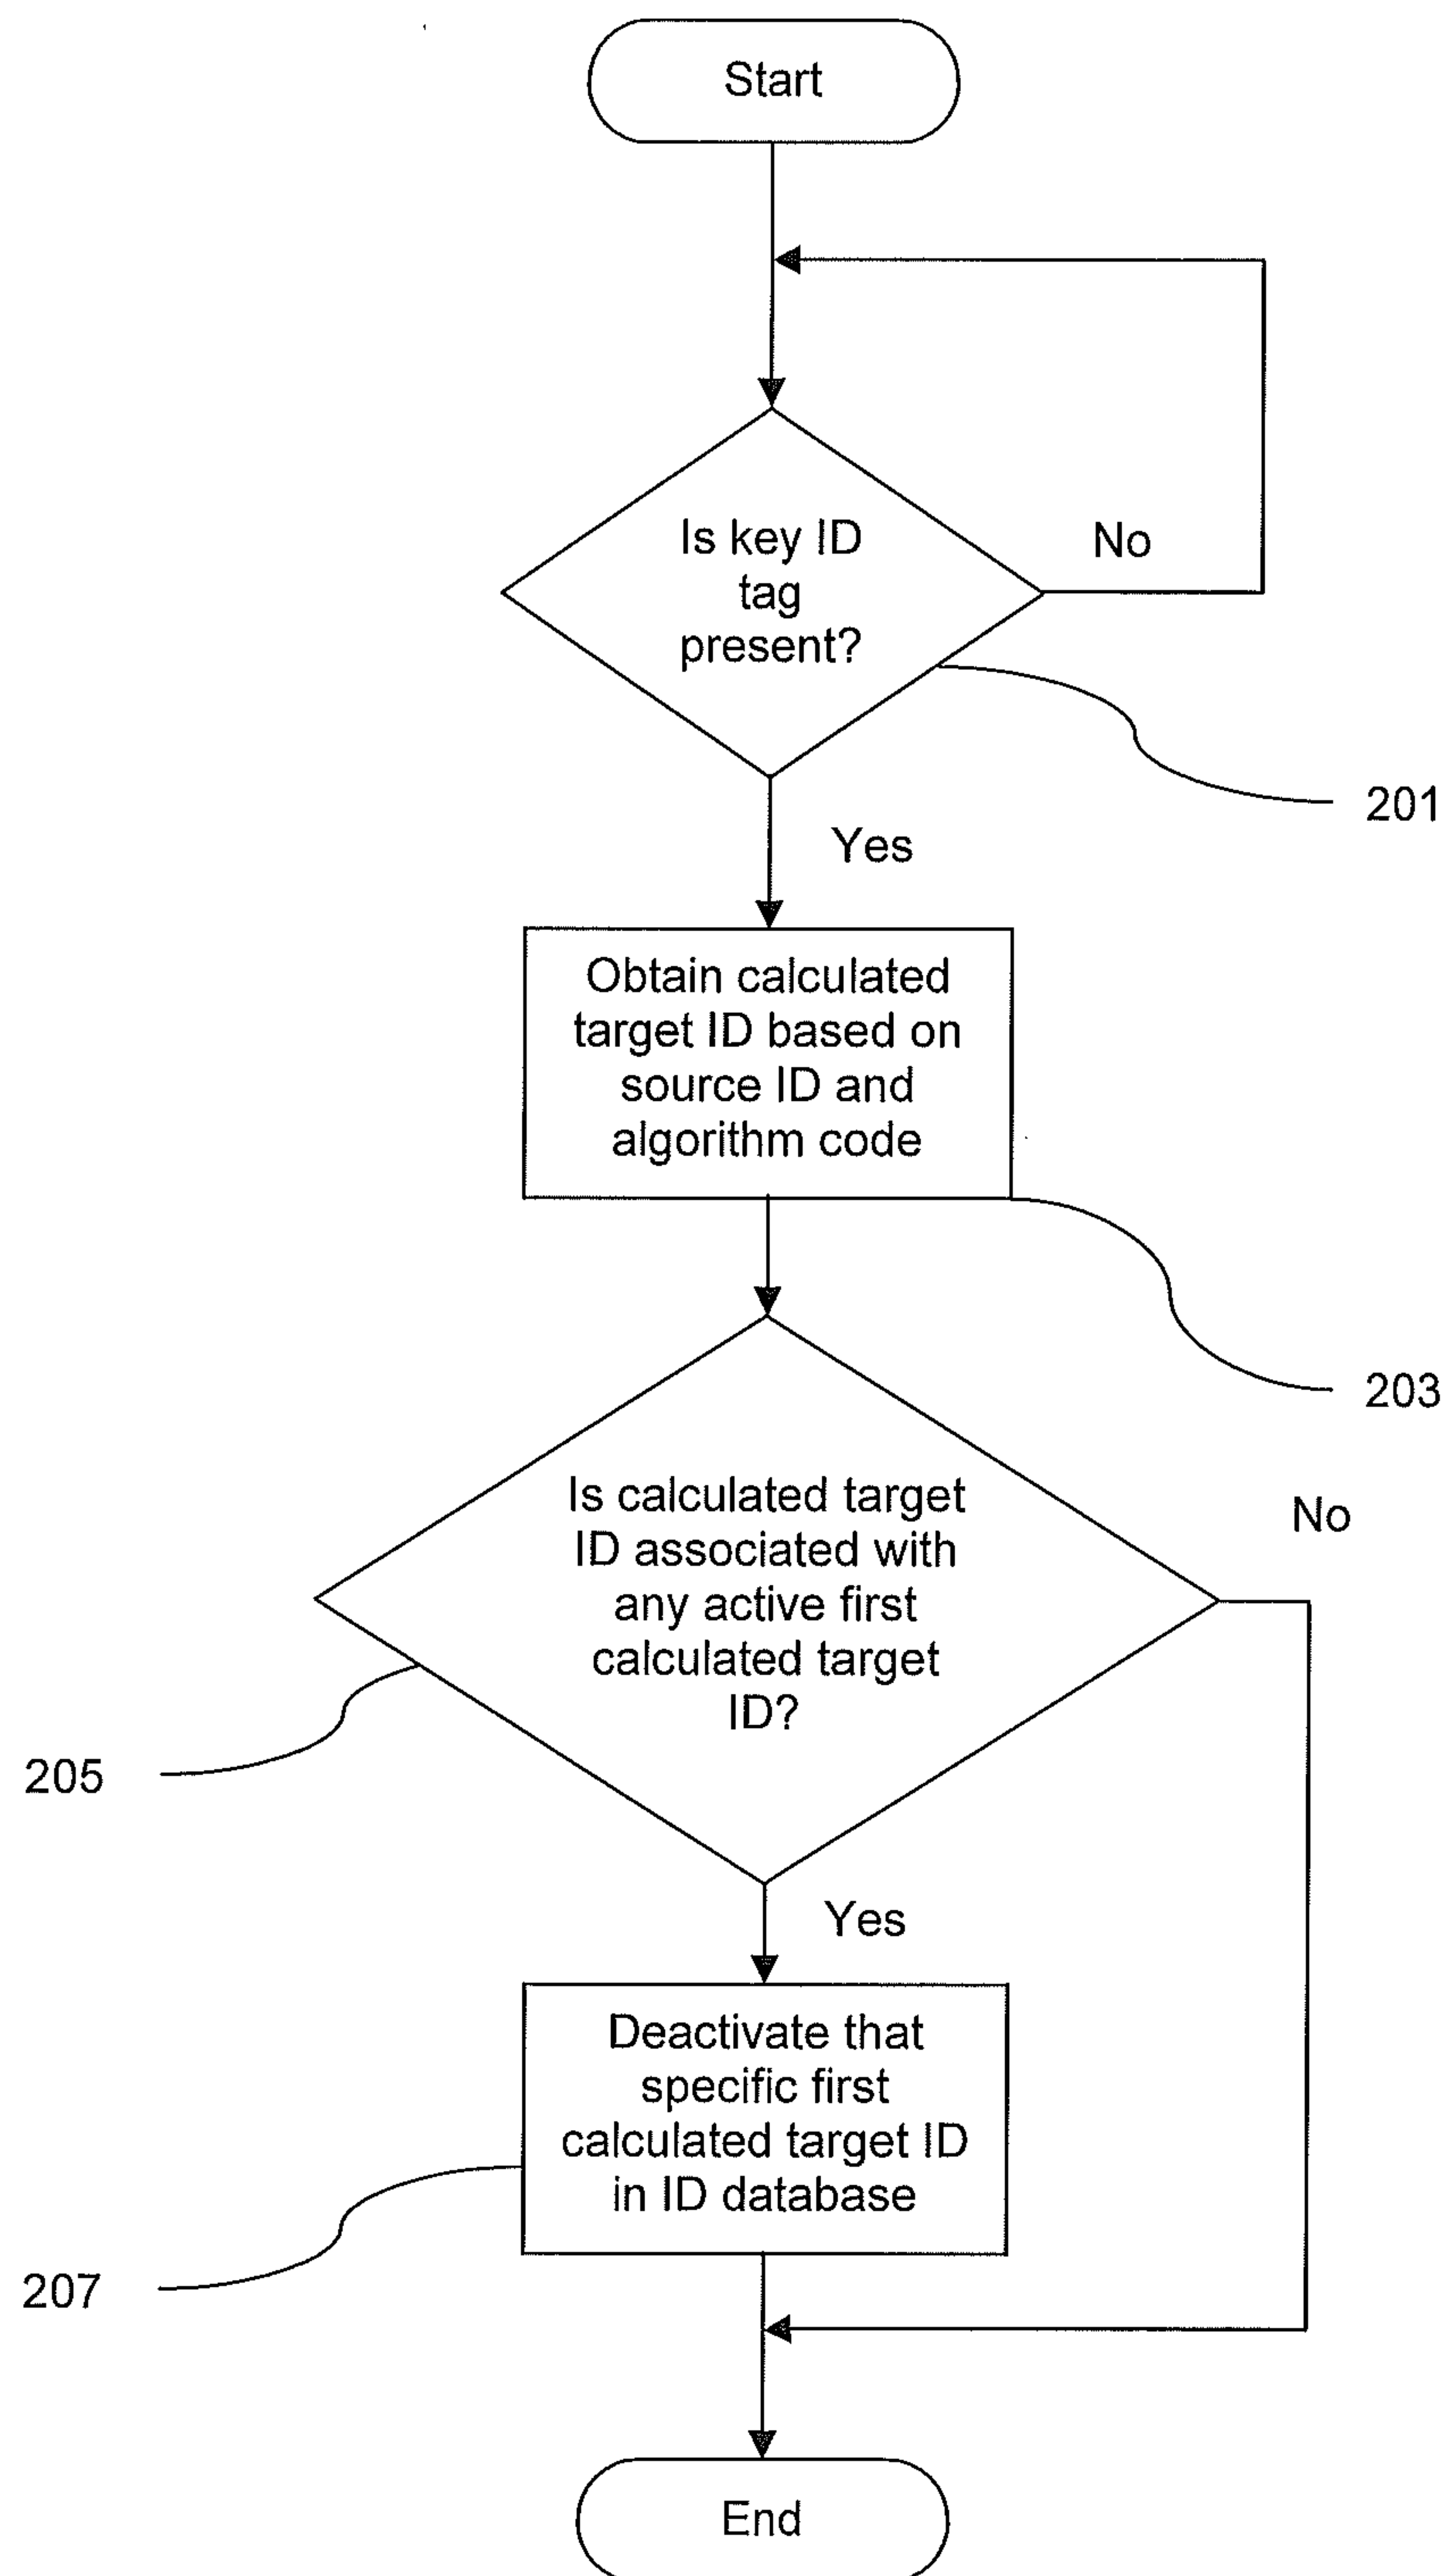 Start
Is key ID
tag
present?
No
201
Yes
Obtain calculated
target ID based on
source ID and
algorithm code
203
Is calculated target
ID associated with
any active first
calculated target
ID?
No
205
Yes
Deactivate that
specific first
calculated target ID
in ID database
207
End